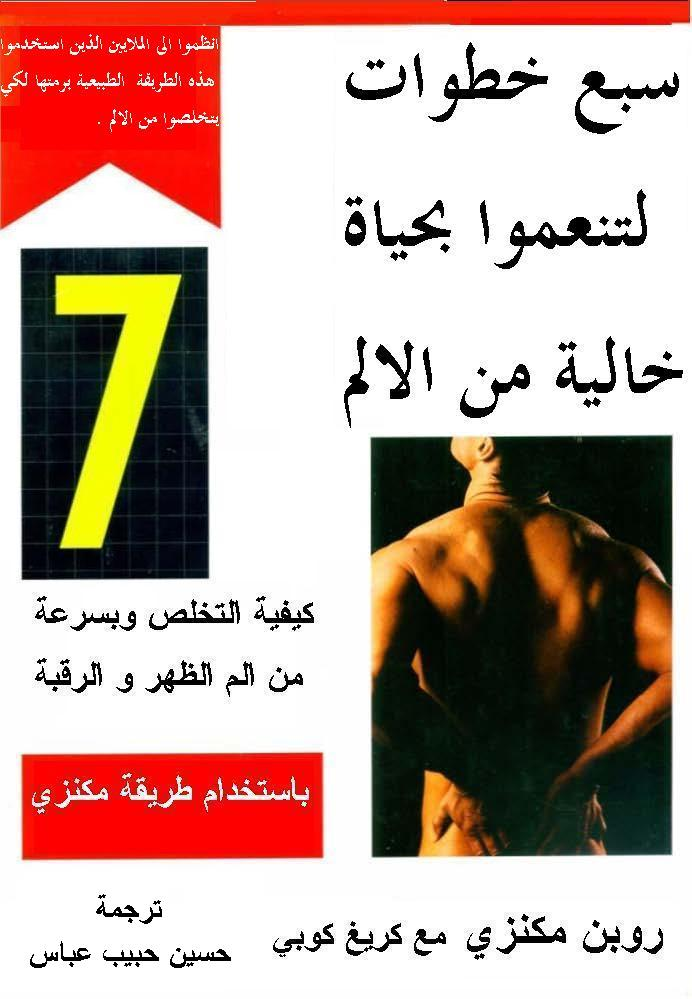 انظموا الى الملايين الذين استخدموا
هذه الطريقة الطبيعية برمتها لكي
يتخلصوا من الالم .
سبع خطوات
لتنعموا بحياة
خالية من الالم
7
كيفية التخلص وبسرعة
من الم الظهر و الرقبة
باستخدام طريقة مكنزي
روبن مكنزي مع كريغ كوبي
ترجمة
حسين حبيب عباس